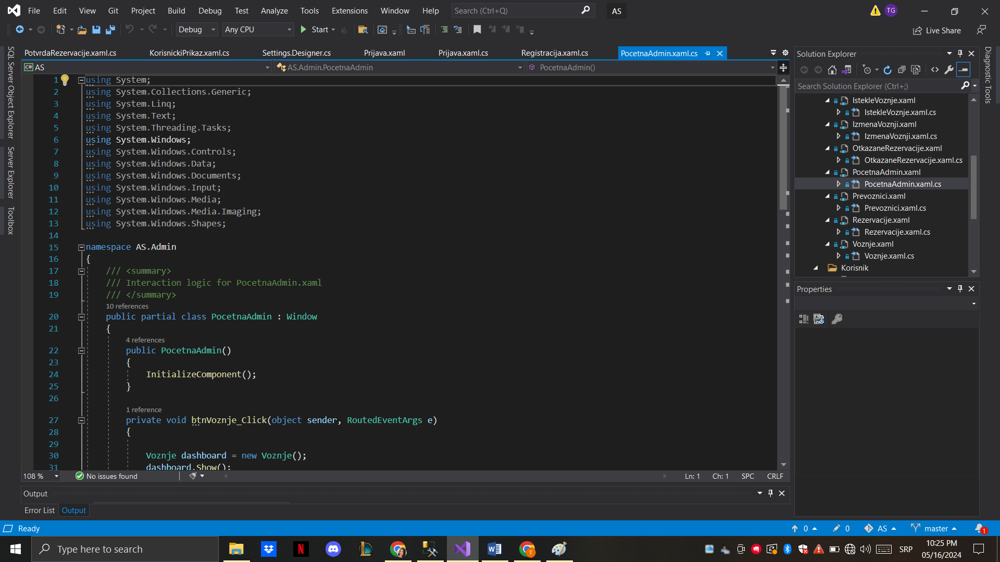 File Edit View Git Project Build Debug Test Analyze Tools Extensions Window Help Search (Ctrl+Q) AS TG
Debug Any CPU Start Live Share
PotvrdaRezervacije.xaml.cs KorisnickiPrikaz.xaml.cs Settings.Designer.cs Prijava.xaml Prijava.xaml.cs Registracija.xaml.cs PocetnaAdmin.xaml.cs
C# AS AS.Admin.PocetnaAdmin PocetnaAdmin()
SQL Server Object Explorer
Server Explorer
Toolbox
1 using System;
2 using System.Collections.Generic;
3 using System.Linq;
4 using System.Text;
5 using System.Threading.Tasks;
6 using System.Windows;
7 using System.Windows.Controls;
8 using System.Windows.Data;
9 using System.Windows.Documents;
10 using System.Windows.Input;
11 using System.Windows.Media;
12 using System.Windows.Media.Imaging;
13 using System.Windows.Shapes;
14
15 namespace AS.Admin
16 {
17 /// <summary>
18 /// Interaction logic for PocetnaAdmin.xaml
19 /// </summary>
10 references
20 public partial class PocetnaAdmin : Window
21 {
4 references
22 public PocetnaAdmin()
23 {
24 InitializeComponent();
25 }
26
1 reference
27 private void btnVoznje_Click(object sender, RoutedEventArgs e)
28 {
29
30 Voznje dashboard = new Voznje();
31 dashboard.Show();
108 % No issues found Ln: 1 Ch: 1 SPC CRLF
Output
Error List Output
Solution Explorer
Search Solution Explorer (Ctrl+;)
IstekleVoznje.xaml
IstekleVoznje.xaml.cs
IzmenaVoznji.xaml
IzmenaVoznji.xaml.cs
OtkazaneRezervacije.xaml
OtkazaneRezervacije.xaml.cs
PocetnaAdmin.xaml
PocetnaAdmin.xaml.cs
Prevoznici.xaml
Prevoznici.xaml.cs
Rezervacije.xaml
Rezervacije.xaml.cs
Voznje.xaml
Voznje.xaml.cs
Korisnik
Properties
Diagnostic Tools
Ready 0 0 AS master 1
Type here to search SRP 10:25 PM
05/16/2024